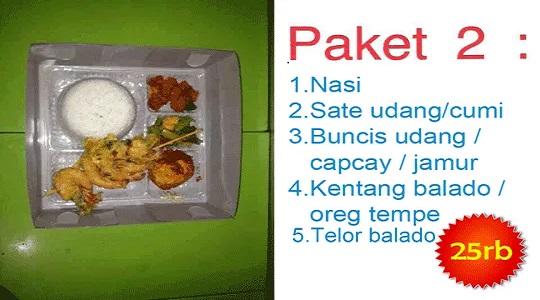 Paket 2 :
1.Nasi
2.Sate udang/cumi
3.Buncis udang /
capcay / jamur
4.Kentang balado /
oreg tempe
5.Telor balado
25rb